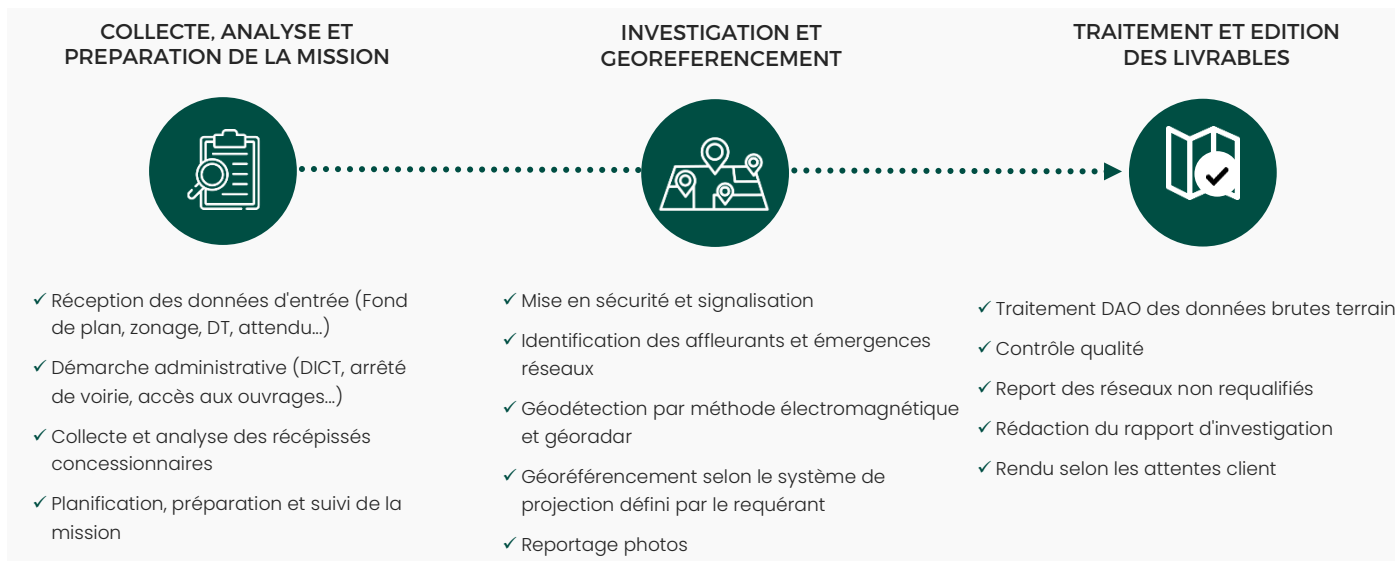 COLLECTE, ANALYSE ET
PREPARATION DE LA MISSION
Réception des données d'entrée (Fond
de plan, zonage, DT, attendu...)
Démarche administrative (DICT, arrêté
de voirie, accès aux ouvrages...)
Collecte et analyse des récépissés
concessionnaires
Planification, préparation et suivi de la
mission
INVESTIGATION ET
GEOREFERENCEMENT
Mise en sécurité et signalisation
Identification des affleurants et émergences
réseaux
Géodétection par méthode électromagnétique
et géoradar
Géoréférencement selon le système de
projection défini par le requérant
Reportage photos
TRAITEMENT ET EDITION
DES LIVRABLES
Traitement DAO des données brutes terrain
Contrôle qualité
Report des réseaux non requalifiés
Rédaction du rapport d'investigation
Rendu selon les attentes client